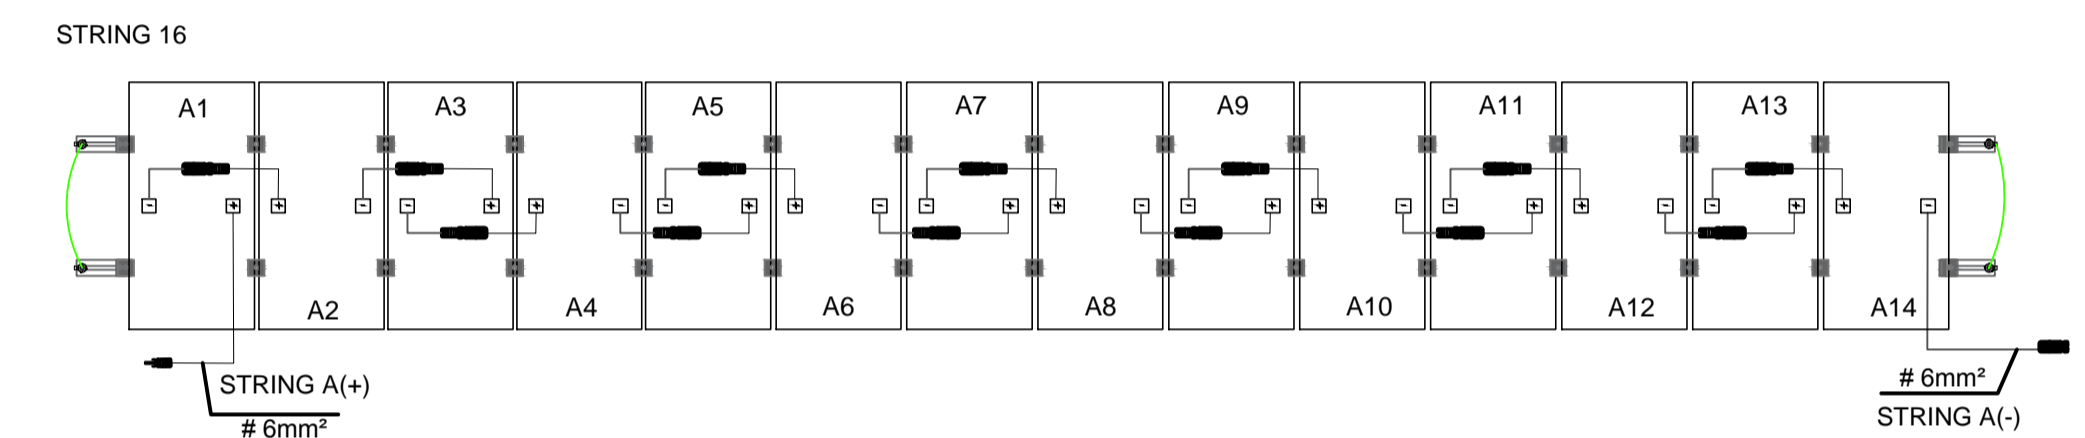 STRING 16
A1
A3
A5
A7
A9
A11
A13
- + + - - + + - - + + - - + + - - + + - - + + - - + + -
A2
A4
A6
A8
A10
A12
A14
STRING A(+)
# 6mm²
# 6mm²
STRING A(-)